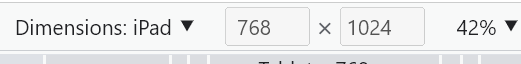 Dimensions: iPad ▼ 768 × 1024 42% ▼